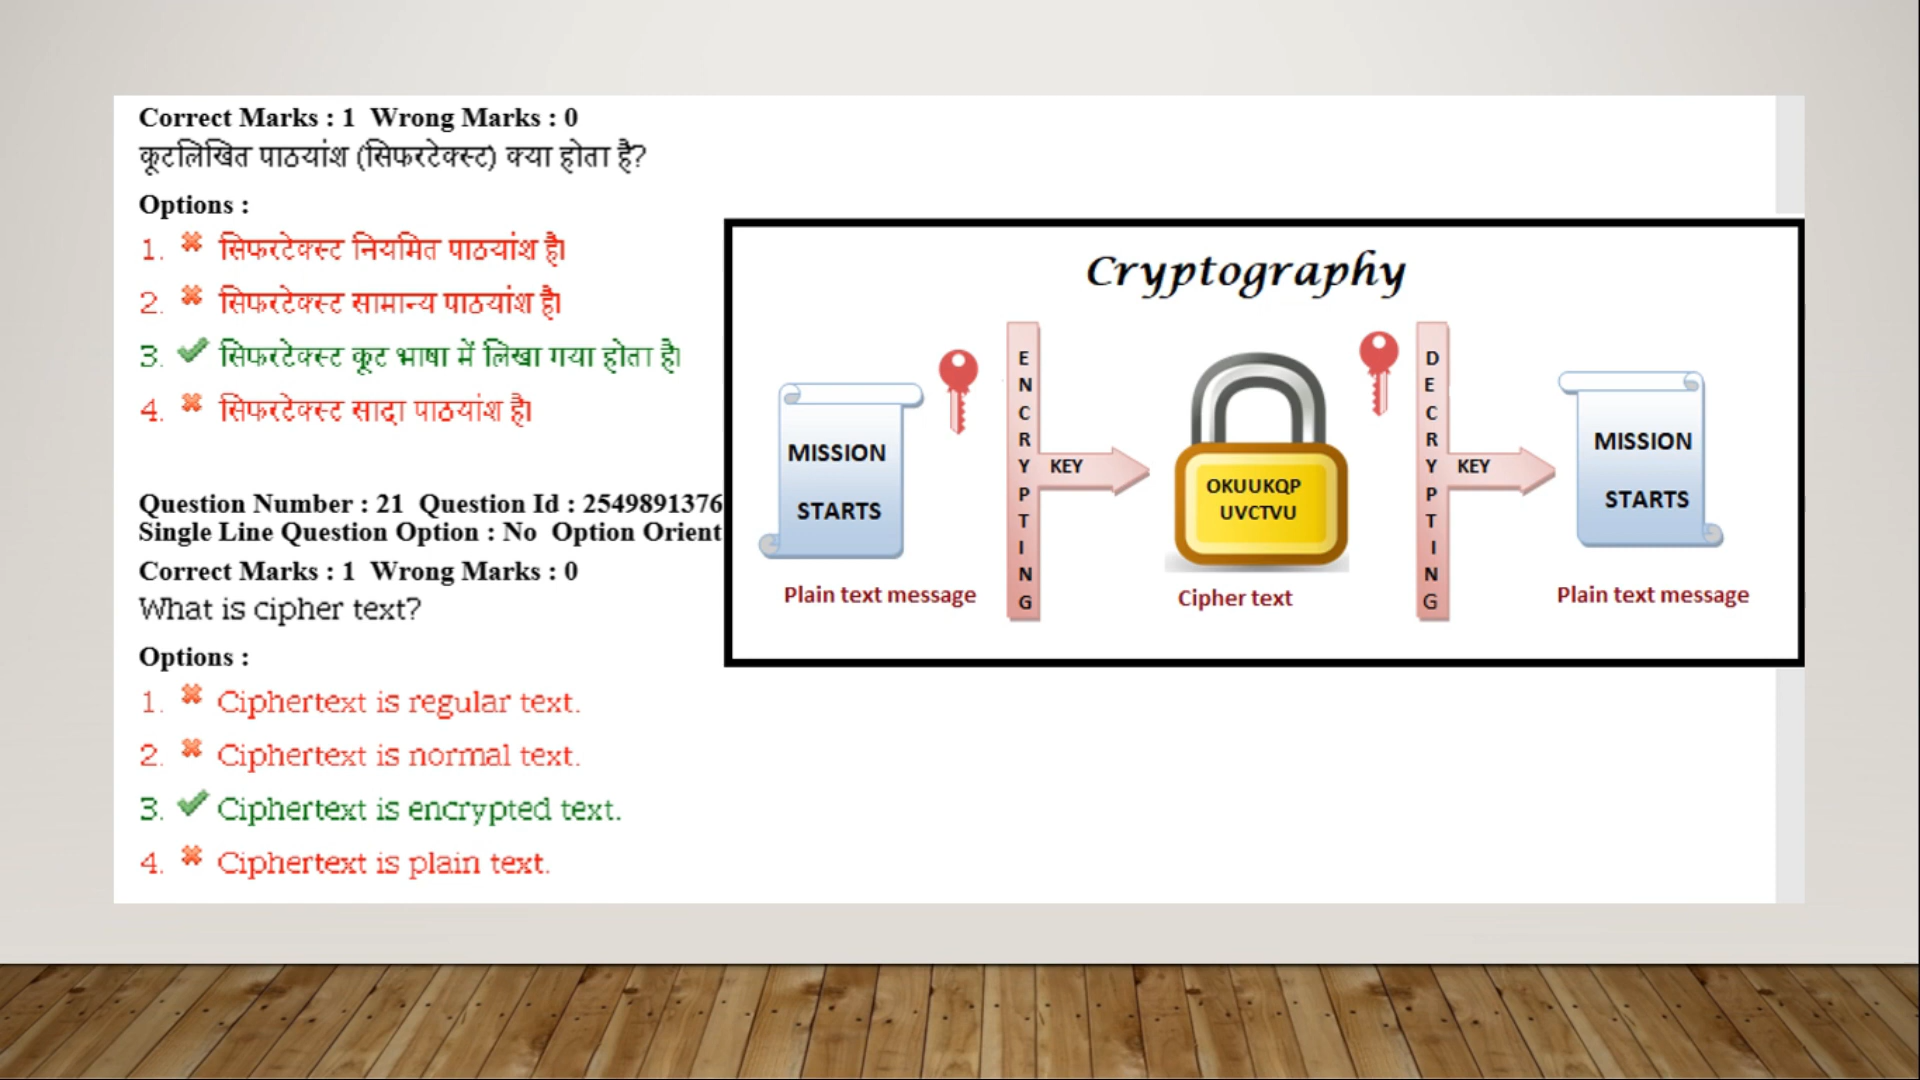 Correct Marks : 1 Wrong Marks : 0
कूटलिखित पाठयांश (सिफरटेक्स्ट) क्या होता है?
Options :
1. सिफरटेक्स्ट नियमित पाठयांश है।
2. सिफरटेक्स्ट सामान्य पाठयांश है।
3. सिफरटेक्स्ट कूट भाषा में लिखा गया होता है।
4. सिफरटेक्स्ट सादा पाठयांश है।
Question Number : 21 Question Id : 2549891376
Single Line Question Option : No Option Orient
Correct Marks : 1 Wrong Marks : 0
What is cipher text?
Options :
1. Ciphertext is regular text.
2. Ciphertext is normal text.
3. Ciphertext is encrypted text.
4. Ciphertext is plain text.
Cryptography
MISSION
STARTS
Plain text message
ENCRYPTING
KEY
OKUUKQP
UVCTVU
Cipher text
DECRYPTING
KEY
MISSION
STARTS
Plain text message